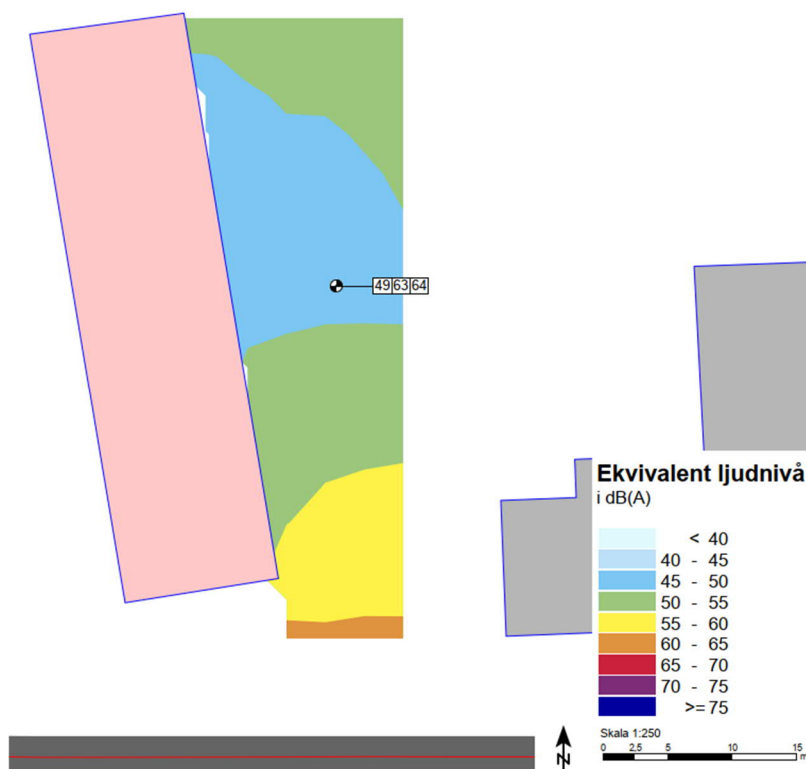 49 63 64
Ekvivalent ljudnivå
i dB(A)
< 40
40 - 45
45 - 50
50 - 55
55 - 60
60 - 65
65 - 70
70 - 75
>= 75
Skala 1:250
0 2,5 5 10 15
m
N